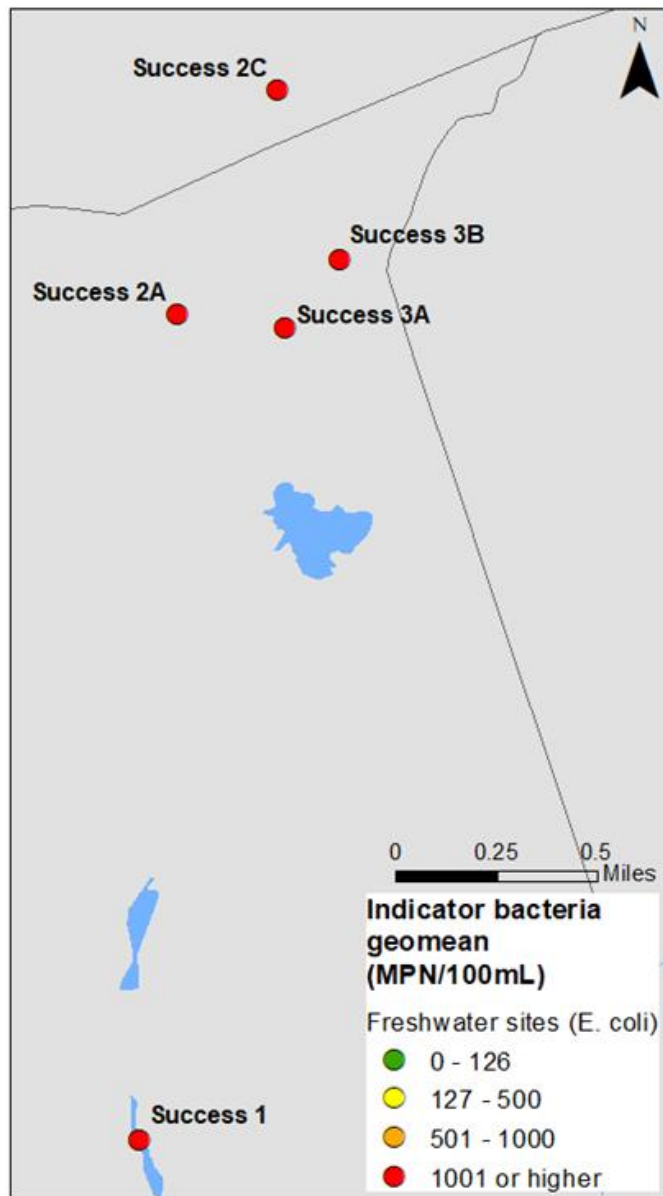 N
Success 2C
Success 3B
Success 2A
Success 3A
0 0.25 0.5
Miles
Indicator bacteria
geomean
(MPN/100mL)
Freshwater sites (E. coli)
0 - 126
127 - 500
501 - 1000
1001 or higher
Success 1